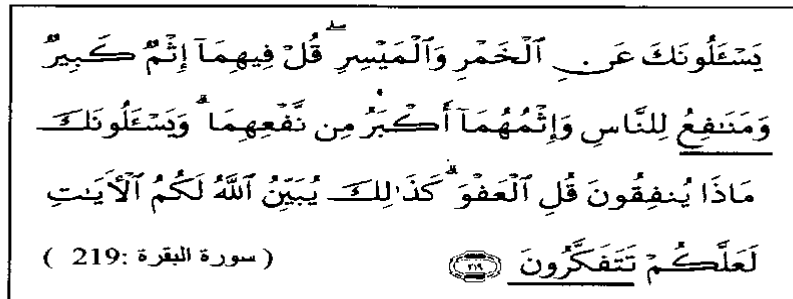 يَسْـَٔلُونَكَ عَنِ ٱلْخَمْرِ وَٱلْمَيْسِرِ ۖ قُلْ فِيهِمَآ إِثْمٌ كَبِيرٌ
وَمَنَـٰفِعُ لِلنَّاسِ وَإِثْمُهُمَآ أَكْبَرُ مِن نَّفْعِهِمَا ۗ وَيَسْـَٔلُونَكَ
مَاذَا يُنفِقُونَ قُلِ ٱلْعَفْوَ ۗ كَذَٰلِكَ يُبَيِّنُ ٱللَّهُ لَكُمُ ٱلْأَيَـٰتِ
لَعَلَّكُمْ تَتَفَكَّرُونَ ﴿٢١٩﴾ ( سورة البقرة :219 )